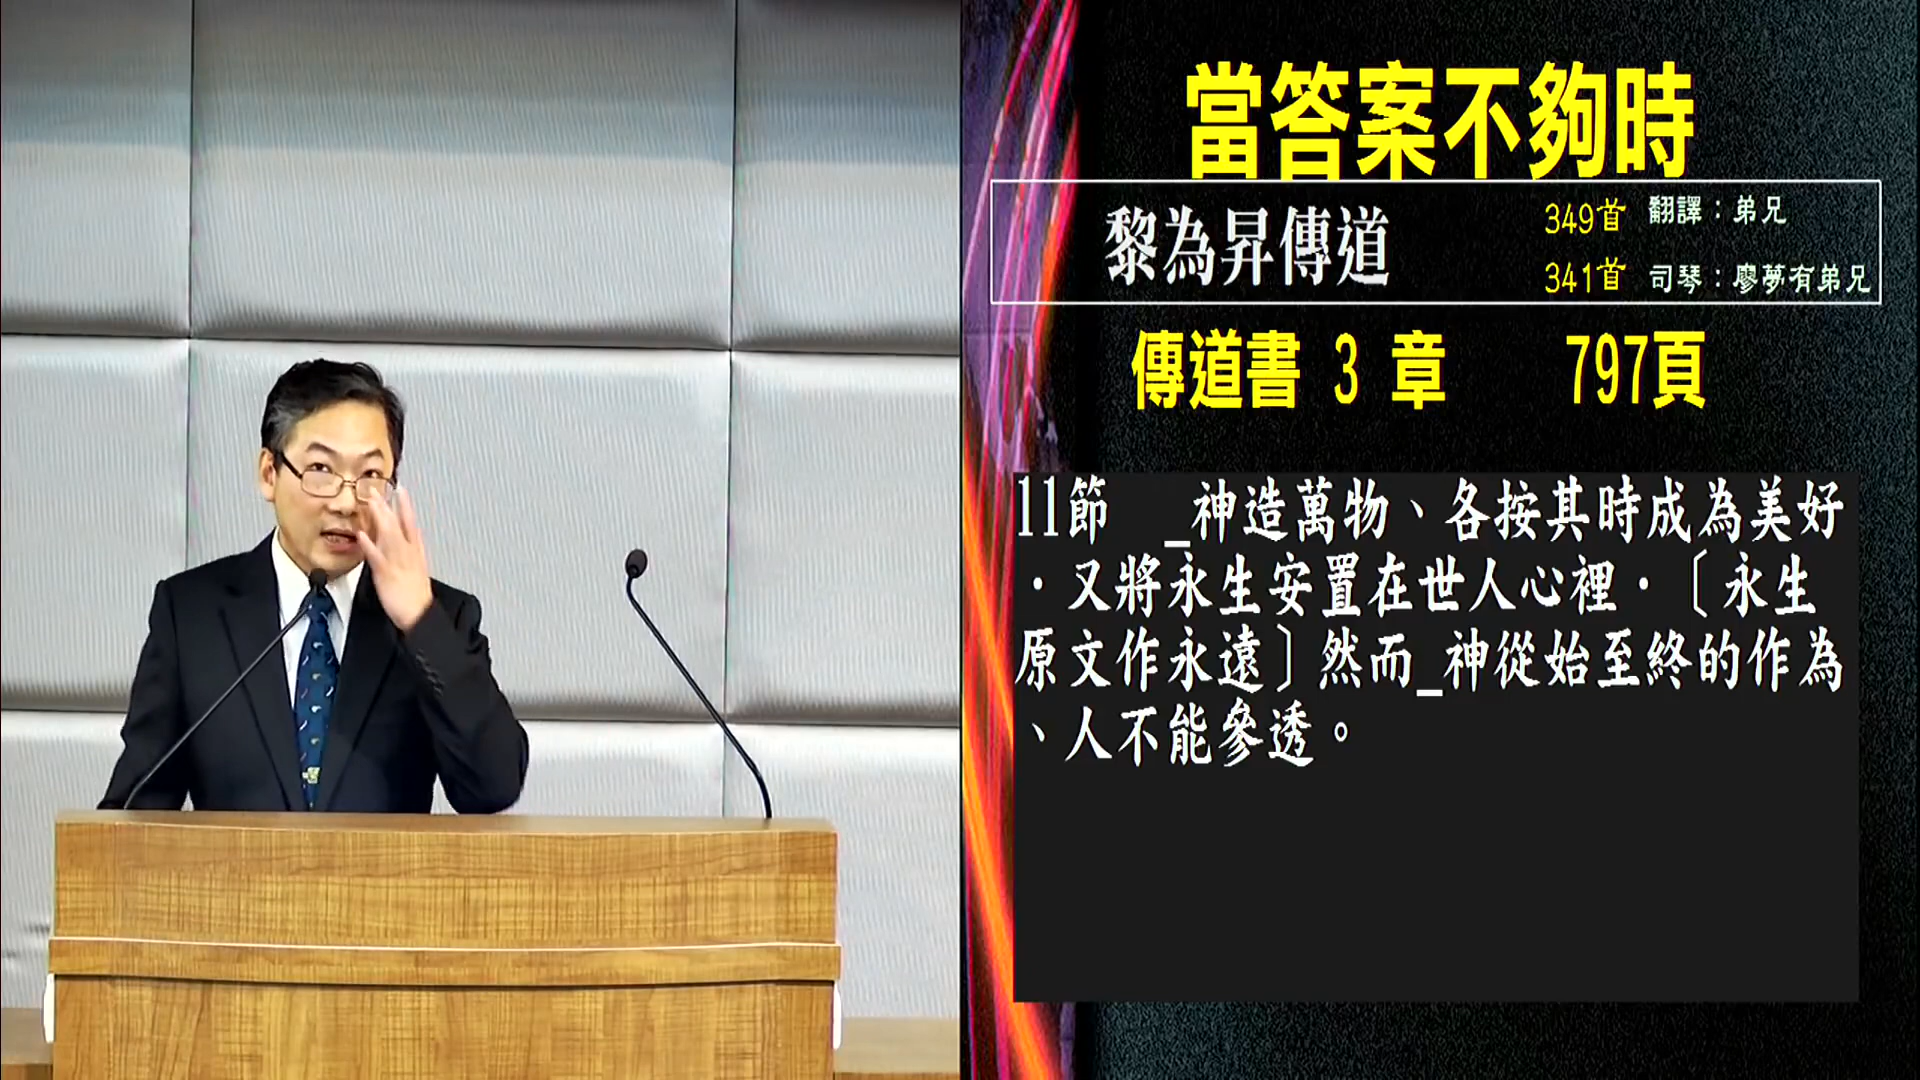 當答案不夠時
黎為昇傳道
349首 翻譯：弟兄
341首 司琴：廖夢有弟兄
傳道書 3 章 797頁
11節 _神造萬物、各按其時成為美好
．又將永生安置在世人心裡．〔永生
原文作永遠〕然而_神從始至終的作為
、人不能參透。